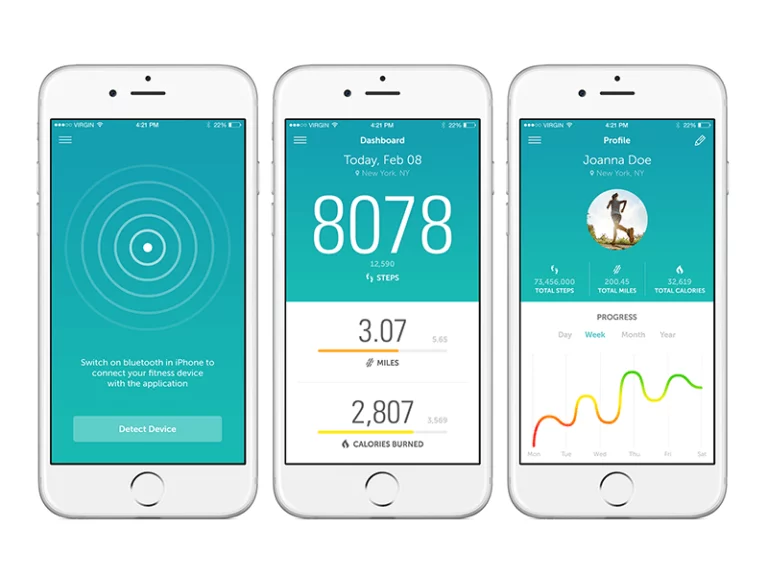 VIRGIN 4:21 PM 22%
Switch on bluetooth in iPhone to
connect your fitness device
with the application
Detect Device
VIRGIN 4:21 PM 22%
Dashboard
Today, Feb 08
New York, NY
8078
12,590
STEPS
3.07
5.65
MILES
2,807
3,569
CALORIES BURNED
VIRGIN 4:21 PM 22%
Profile
Joanna Doe
New York, NY
73,456,000 200.45 32,619
TOTAL STEPS TOTAL MILES TOTAL CALORIES
PROGRESS
Day Week Month Year
Mon Tue Wed Thu Fri Sat